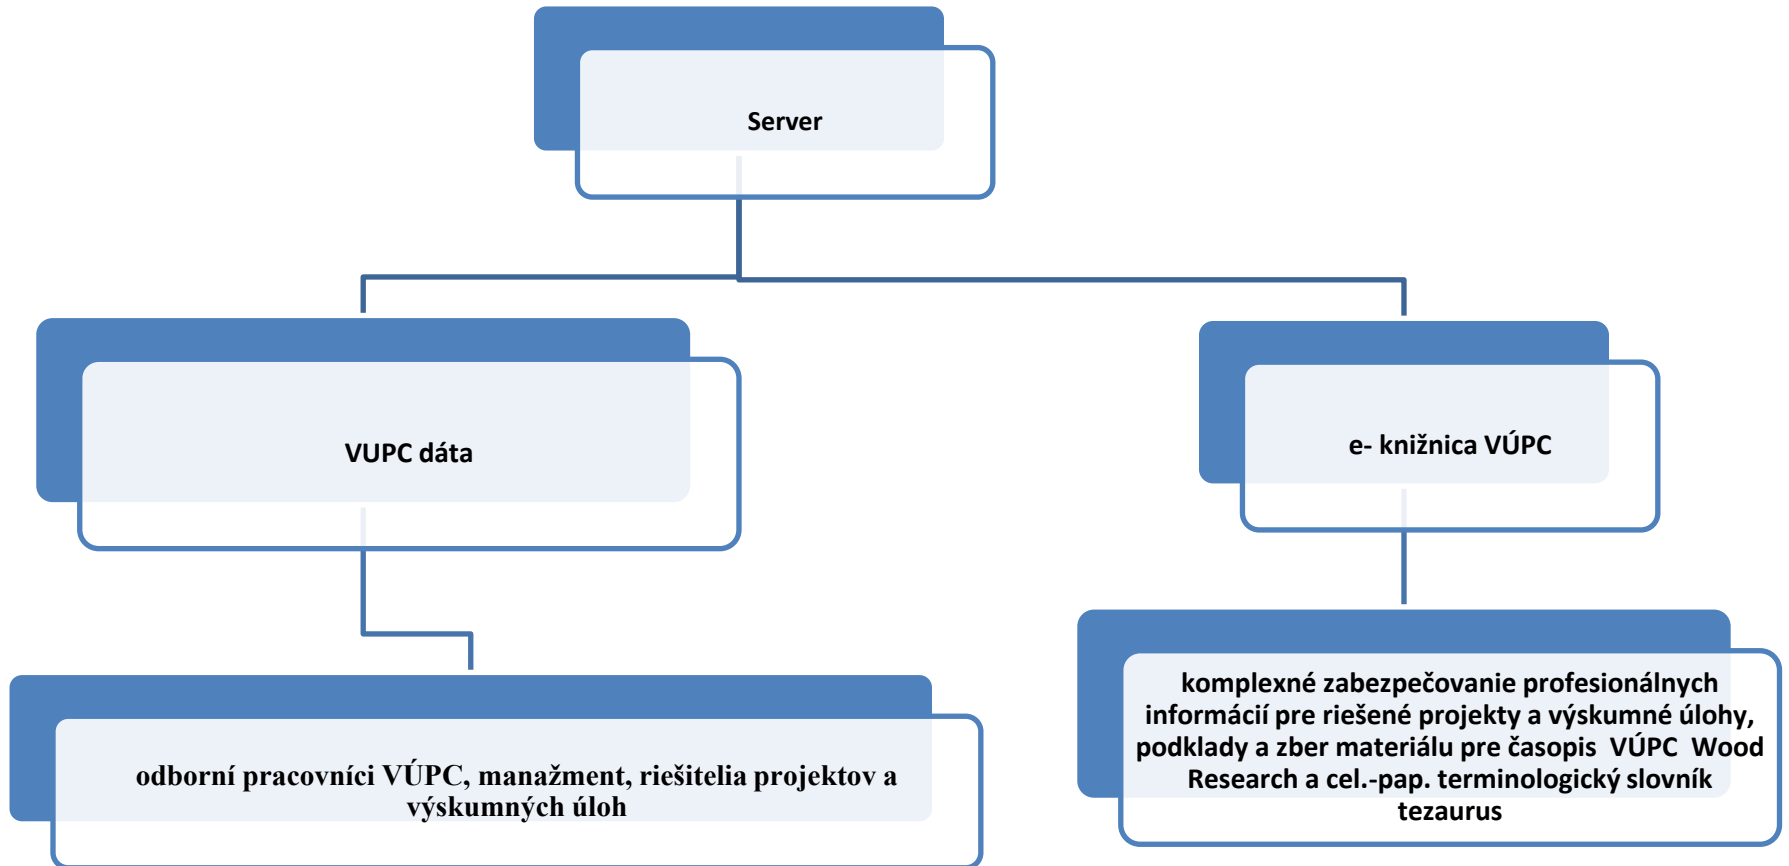 Server
VUPC dáta
e- knižnica VÚPC
odborní pracovníci VÚPC, manažment, riešitelia projektov a
výskumných úloh
komplexné zabezpečovanie profesionálnych
informácií pre riešené projekty a výskumné úlohy,
podklady a zber materiálu pre časopis  VÚPC  Wood
Research a cel.-pap. terminologický slovník
tezaurus